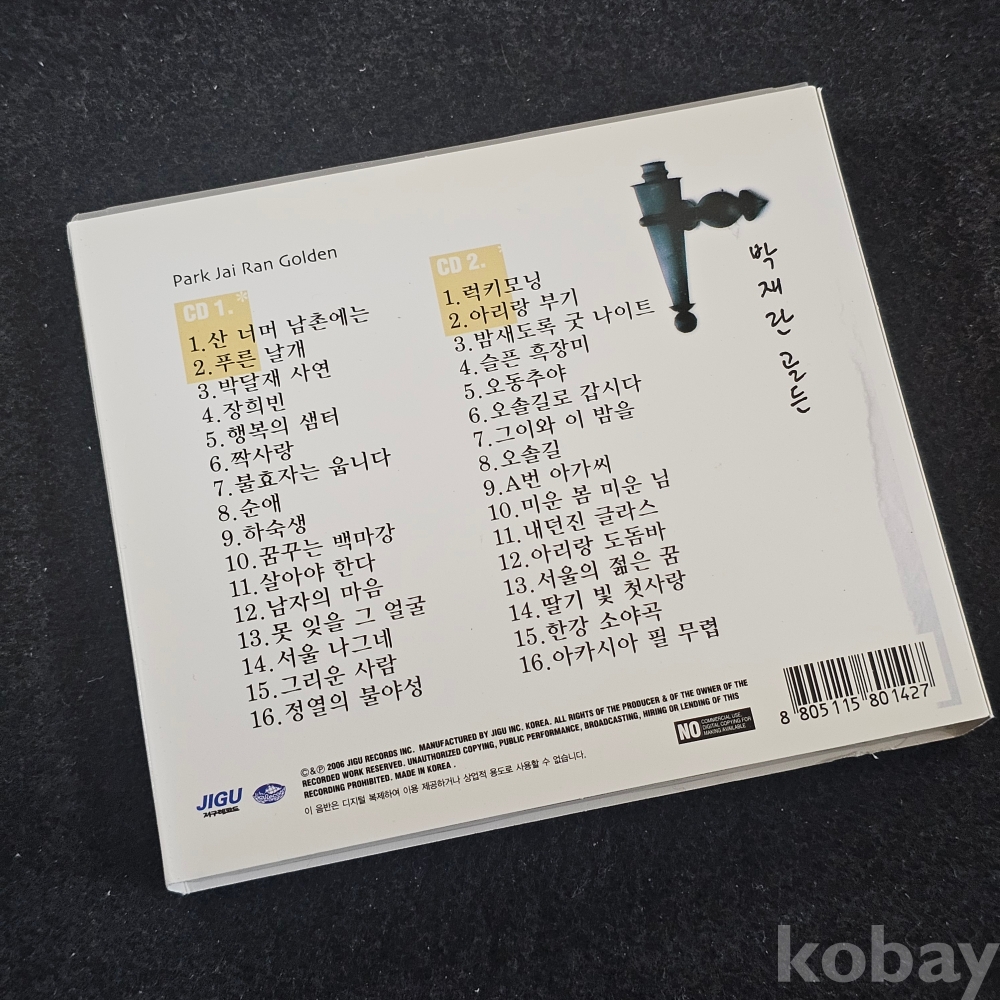 Park Jai Ran Golden
CD 1.*
1.산 너머 남촌에는
2.푸른 날개
3.박달재 사연
4.장희빈
5.행복의 샘터
6.짝사랑
7.불효자는 웁니다
8.순애
9.하숙생
10.꿈꾸는 백마강
11.살아야 한다
12.남자의 마음
13.못 잊을 그 얼굴
14.서울 나그네
15.그리운 사람
16.정열의 불야성
CD 2.*
1.럭키모닝
2.아리랑 부기
3.밤새도록 굿 나이트
4.슬픈 흑장미
5.오동추야
6.오솔길로 갑시다
7.그이와 이 밤을
8.오솔길
9.A번 아가씨
10.미운 봄 미운 님
11.내던진 글라스
12.아리랑 도돔바
13.서울의 젊은 꿈
14.딸기 빛 첫사랑
15.한강 소야곡
16.아카시아 필 무렵
박재란 골든
©&℗ 2006 JIGU RECORDS INC. MANUFACTURED BY JIGU INC. KOREA. ALL RIGHTS OF THE PRODUCER & OF THE OWNER OF THE
RECORDED WORK RESERVED. UNAUTHORIZED COPYING, PUBLIC PERFORMANCE, BROADCASTING, HIRING OR LENDING OF THIS
RECORDING PROHIBITED. MADE IN KOREA .
이 음반은 디지털 복제하여 이용 제공하거나 상업적 용도로 사용할 수 없습니다.
NO
COMMERCIAL USE,
DIGITAL COPYING FOR
MAKING AVAILABLE
8 805115 801427
JIGU
지구레코드
kobay